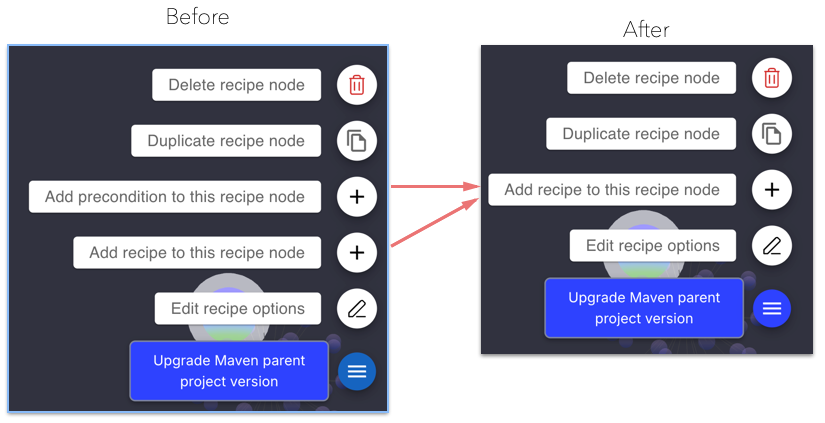 Before
After
Delete recipe node
Duplicate recipe node
Add precondition to this recipe node
Add recipe to this recipe node
Edit recipe options
Upgrade Maven parent
project version
Delete recipe node
Duplicate recipe node
Add recipe to this recipe node
Edit recipe options
Upgrade Maven parent
project version